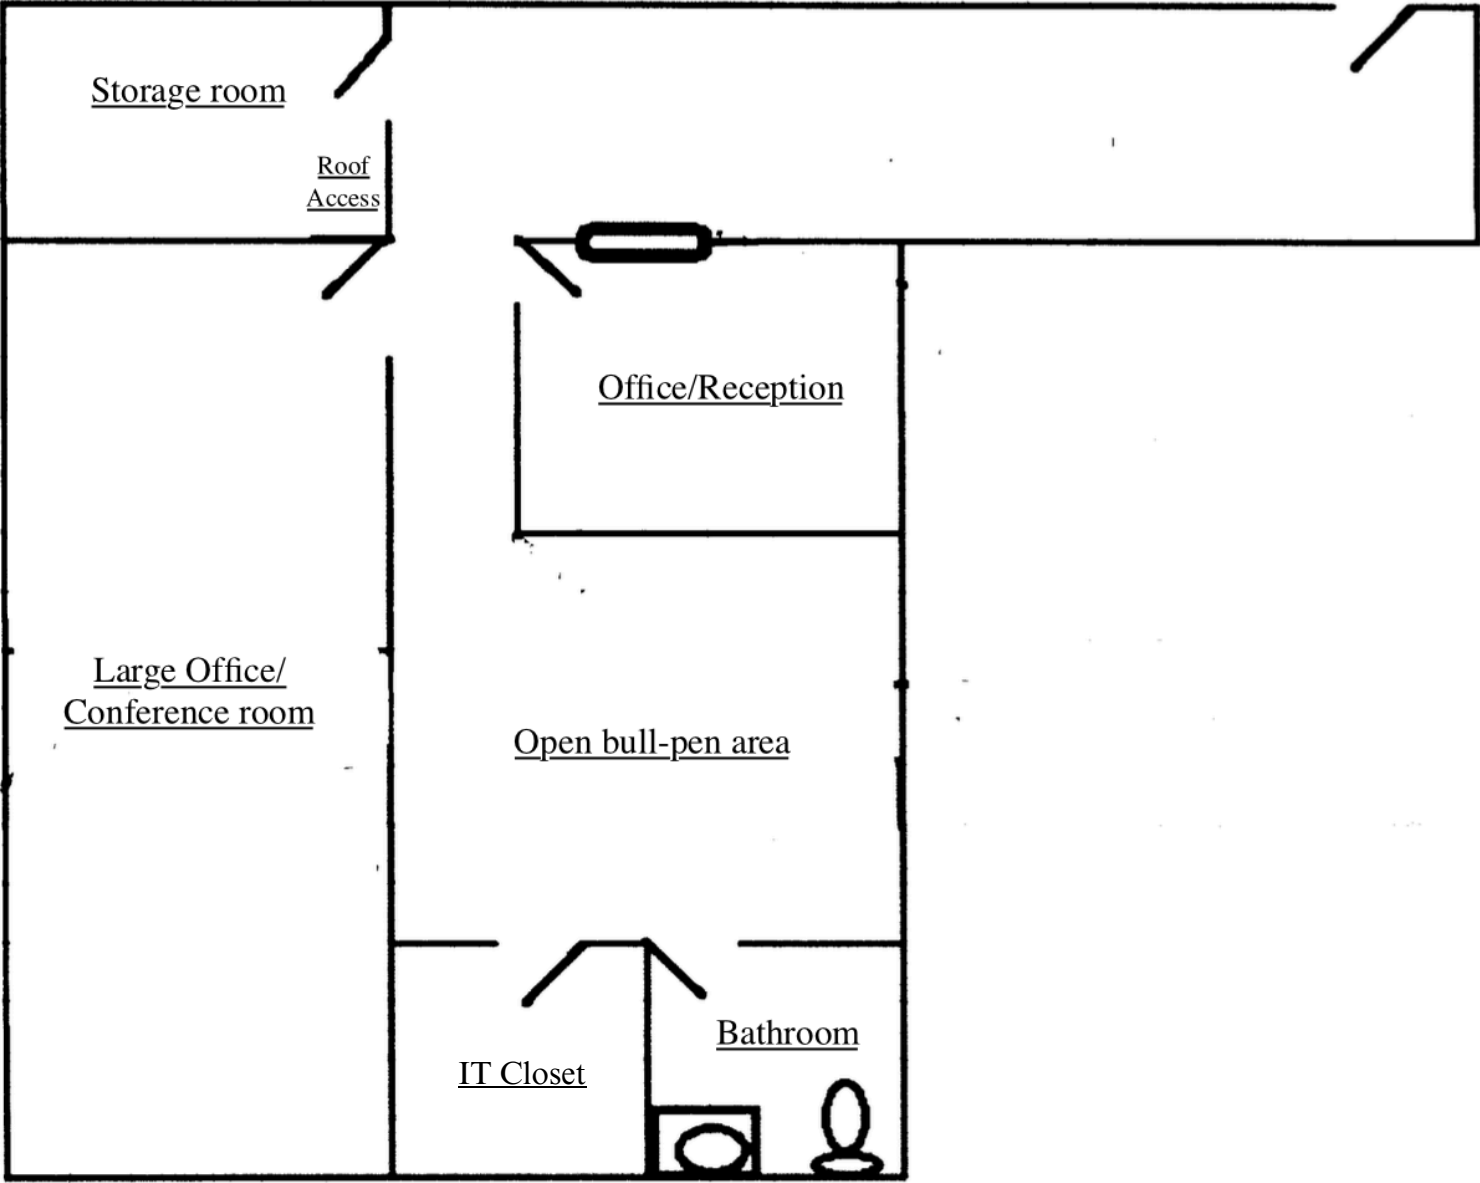 Storage room
Roof
Access
Office/Reception
Large Office/
Conference room
Open bull-pen area
Bathroom
IT Closet